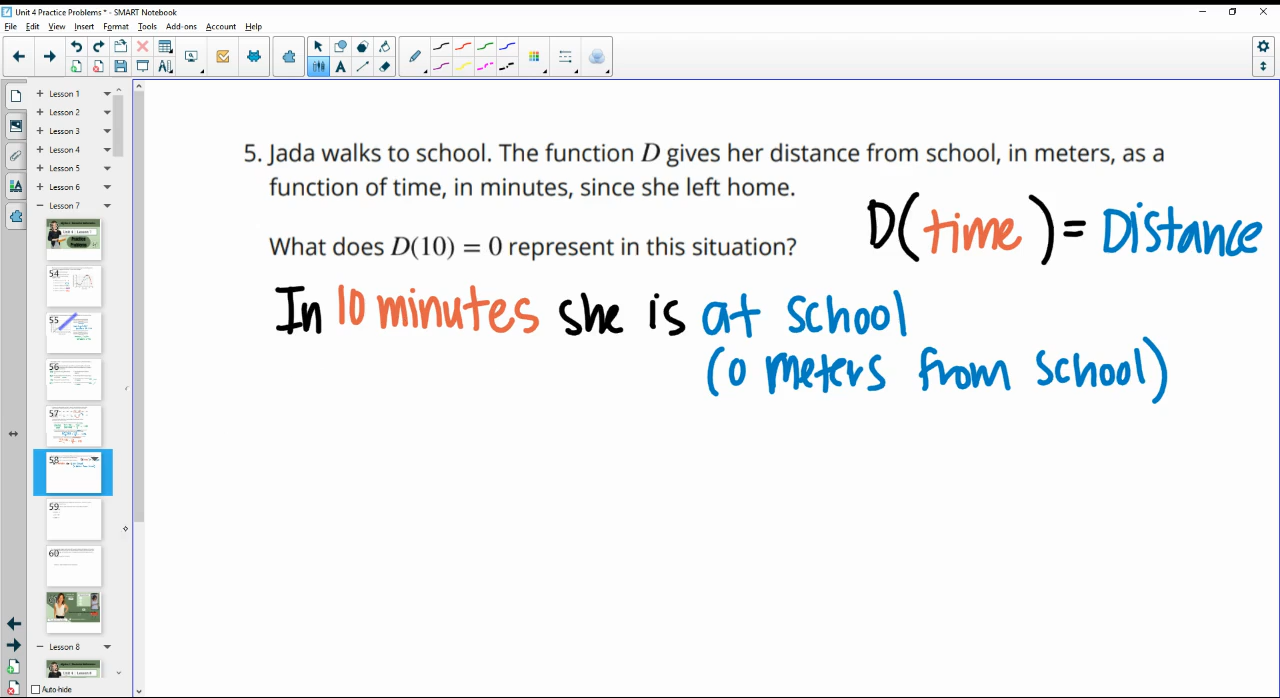 Unit 4 Practice Problems * - SMART Notebook
File Edit View Insert Format Tools Add-ons Account Help
Lesson 1
Lesson 2
Lesson 3
Lesson 4
Lesson 5
Lesson 6
Lesson 7
54
55
56
57
58
59
60
Lesson 8
Auto-hide
5. Jada walks to school. The function D gives her distance from school, in meters, as a
function of time, in minutes, since she left home.
D(time) = Distance
What does D(10) = 0 represent in this situation?
In 10 minutes she is at school
(0 meters from school)